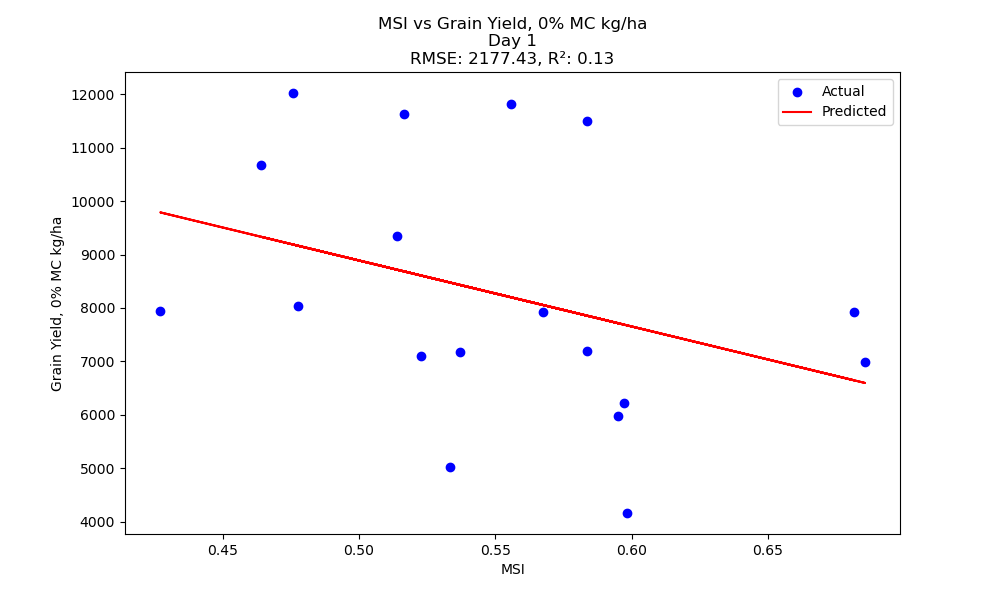 MSI vs Grain Yield, 0% MC kg/ha
Day 1
RMSE: 2177.43, R²: 0.13
Actual
Predicted
Grain Yield, 0% MC kg/ha
12000
11000
10000
9000
8000
7000
6000
5000
4000
0.45
0.50
0.55
0.60
0.65
MSI